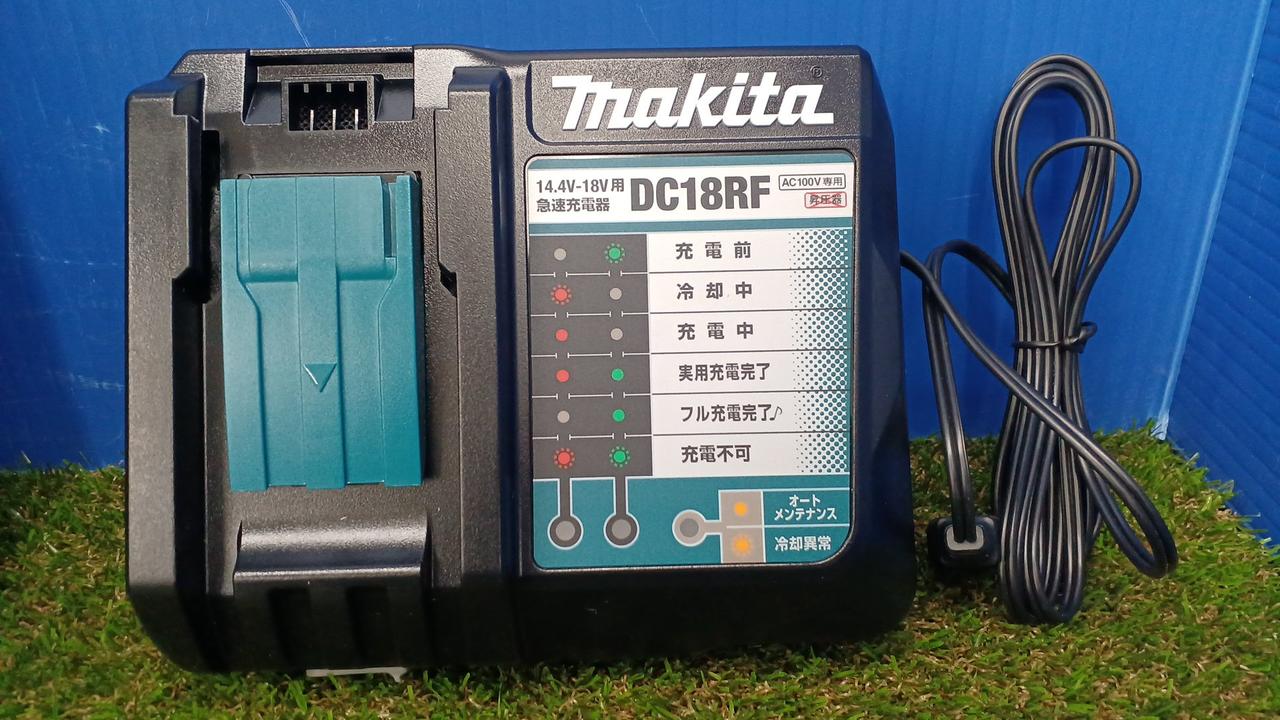 makita®
14.4V-18V用
急速充電器
DC18RF
AC100V専用
昇圧器
充電前
冷却中
充電中
実用充電完了
フル充電完了♪
充電不可
オート
メンテナンス
冷却異常